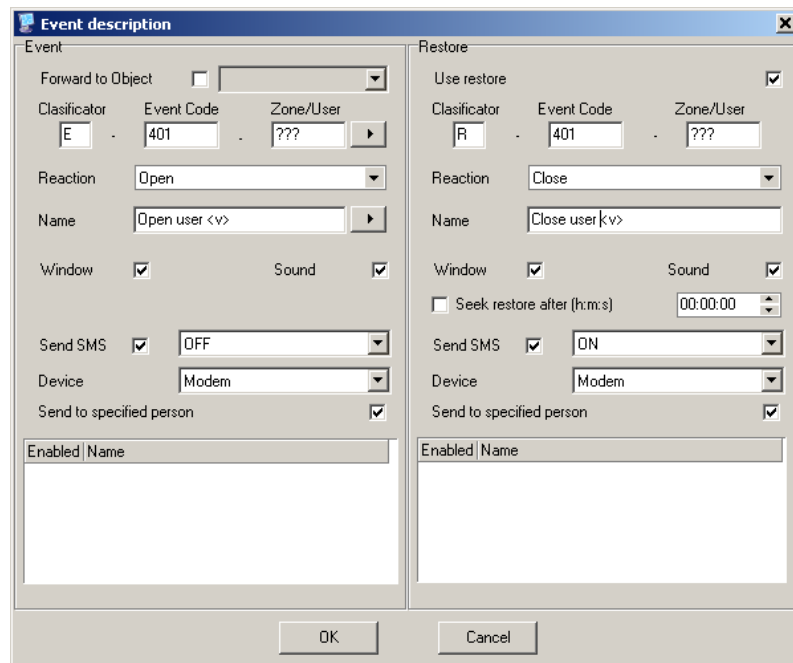 Event description
Event
Forward to Object
Clasificator Event Code Zone/User
E - 401 . ???
Reaction Open
Name Open user <v>
Window Sound
Send SMS OFF
Device Modem
Send to specified person
Enabled Name
Restore
Use restore
Clasificator Event Code Zone/User
R - 401 . ???
Reaction Close
Name Close user <v>
Window Sound
Seek restore after (h:m:s) 00:00:00
Send SMS ON
Device Modem
Send to specified person
Enabled Name
OK Cancel